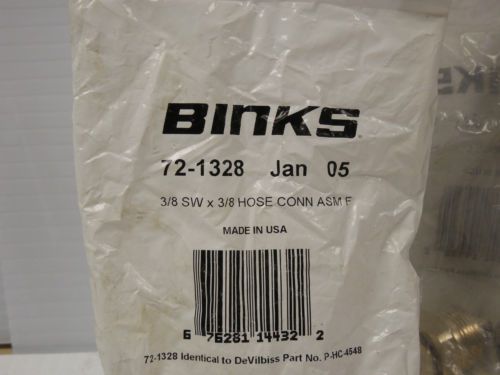 BINKS
72-1328 Jan 05
3/8 SW x 3/8 HOSE CONN ASM F
MADE IN USA
6 76281 14432 2
72-1328 Identical to DeVilbiss Part No. P-HC-4548
NKS